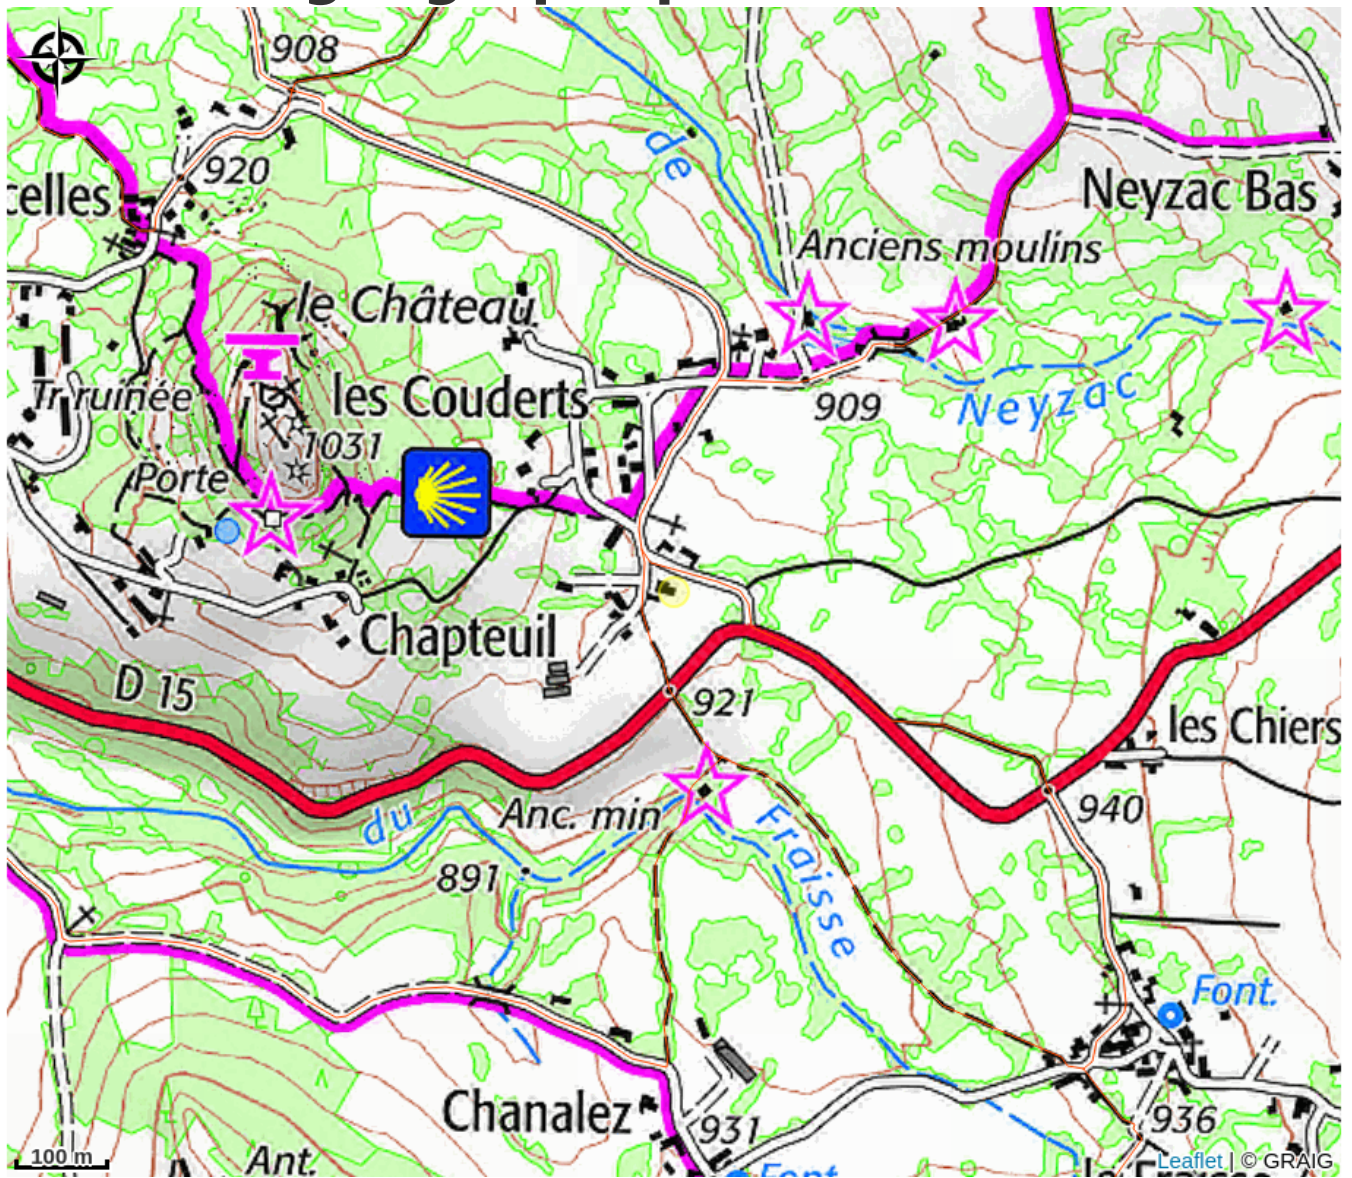 908
920
celles
de
Neyzac Bas
Anciens moulins
le Château
Tr ruinée
les Couderts
909
Neyzac
1031
Porte
Chapteuil
D 15
921
les Chiers
Anc. min
du
Fraisse
940
891
Font.
Chanalez
931
936
100 m
Ant.
Font
Leaflet | © GRAIG